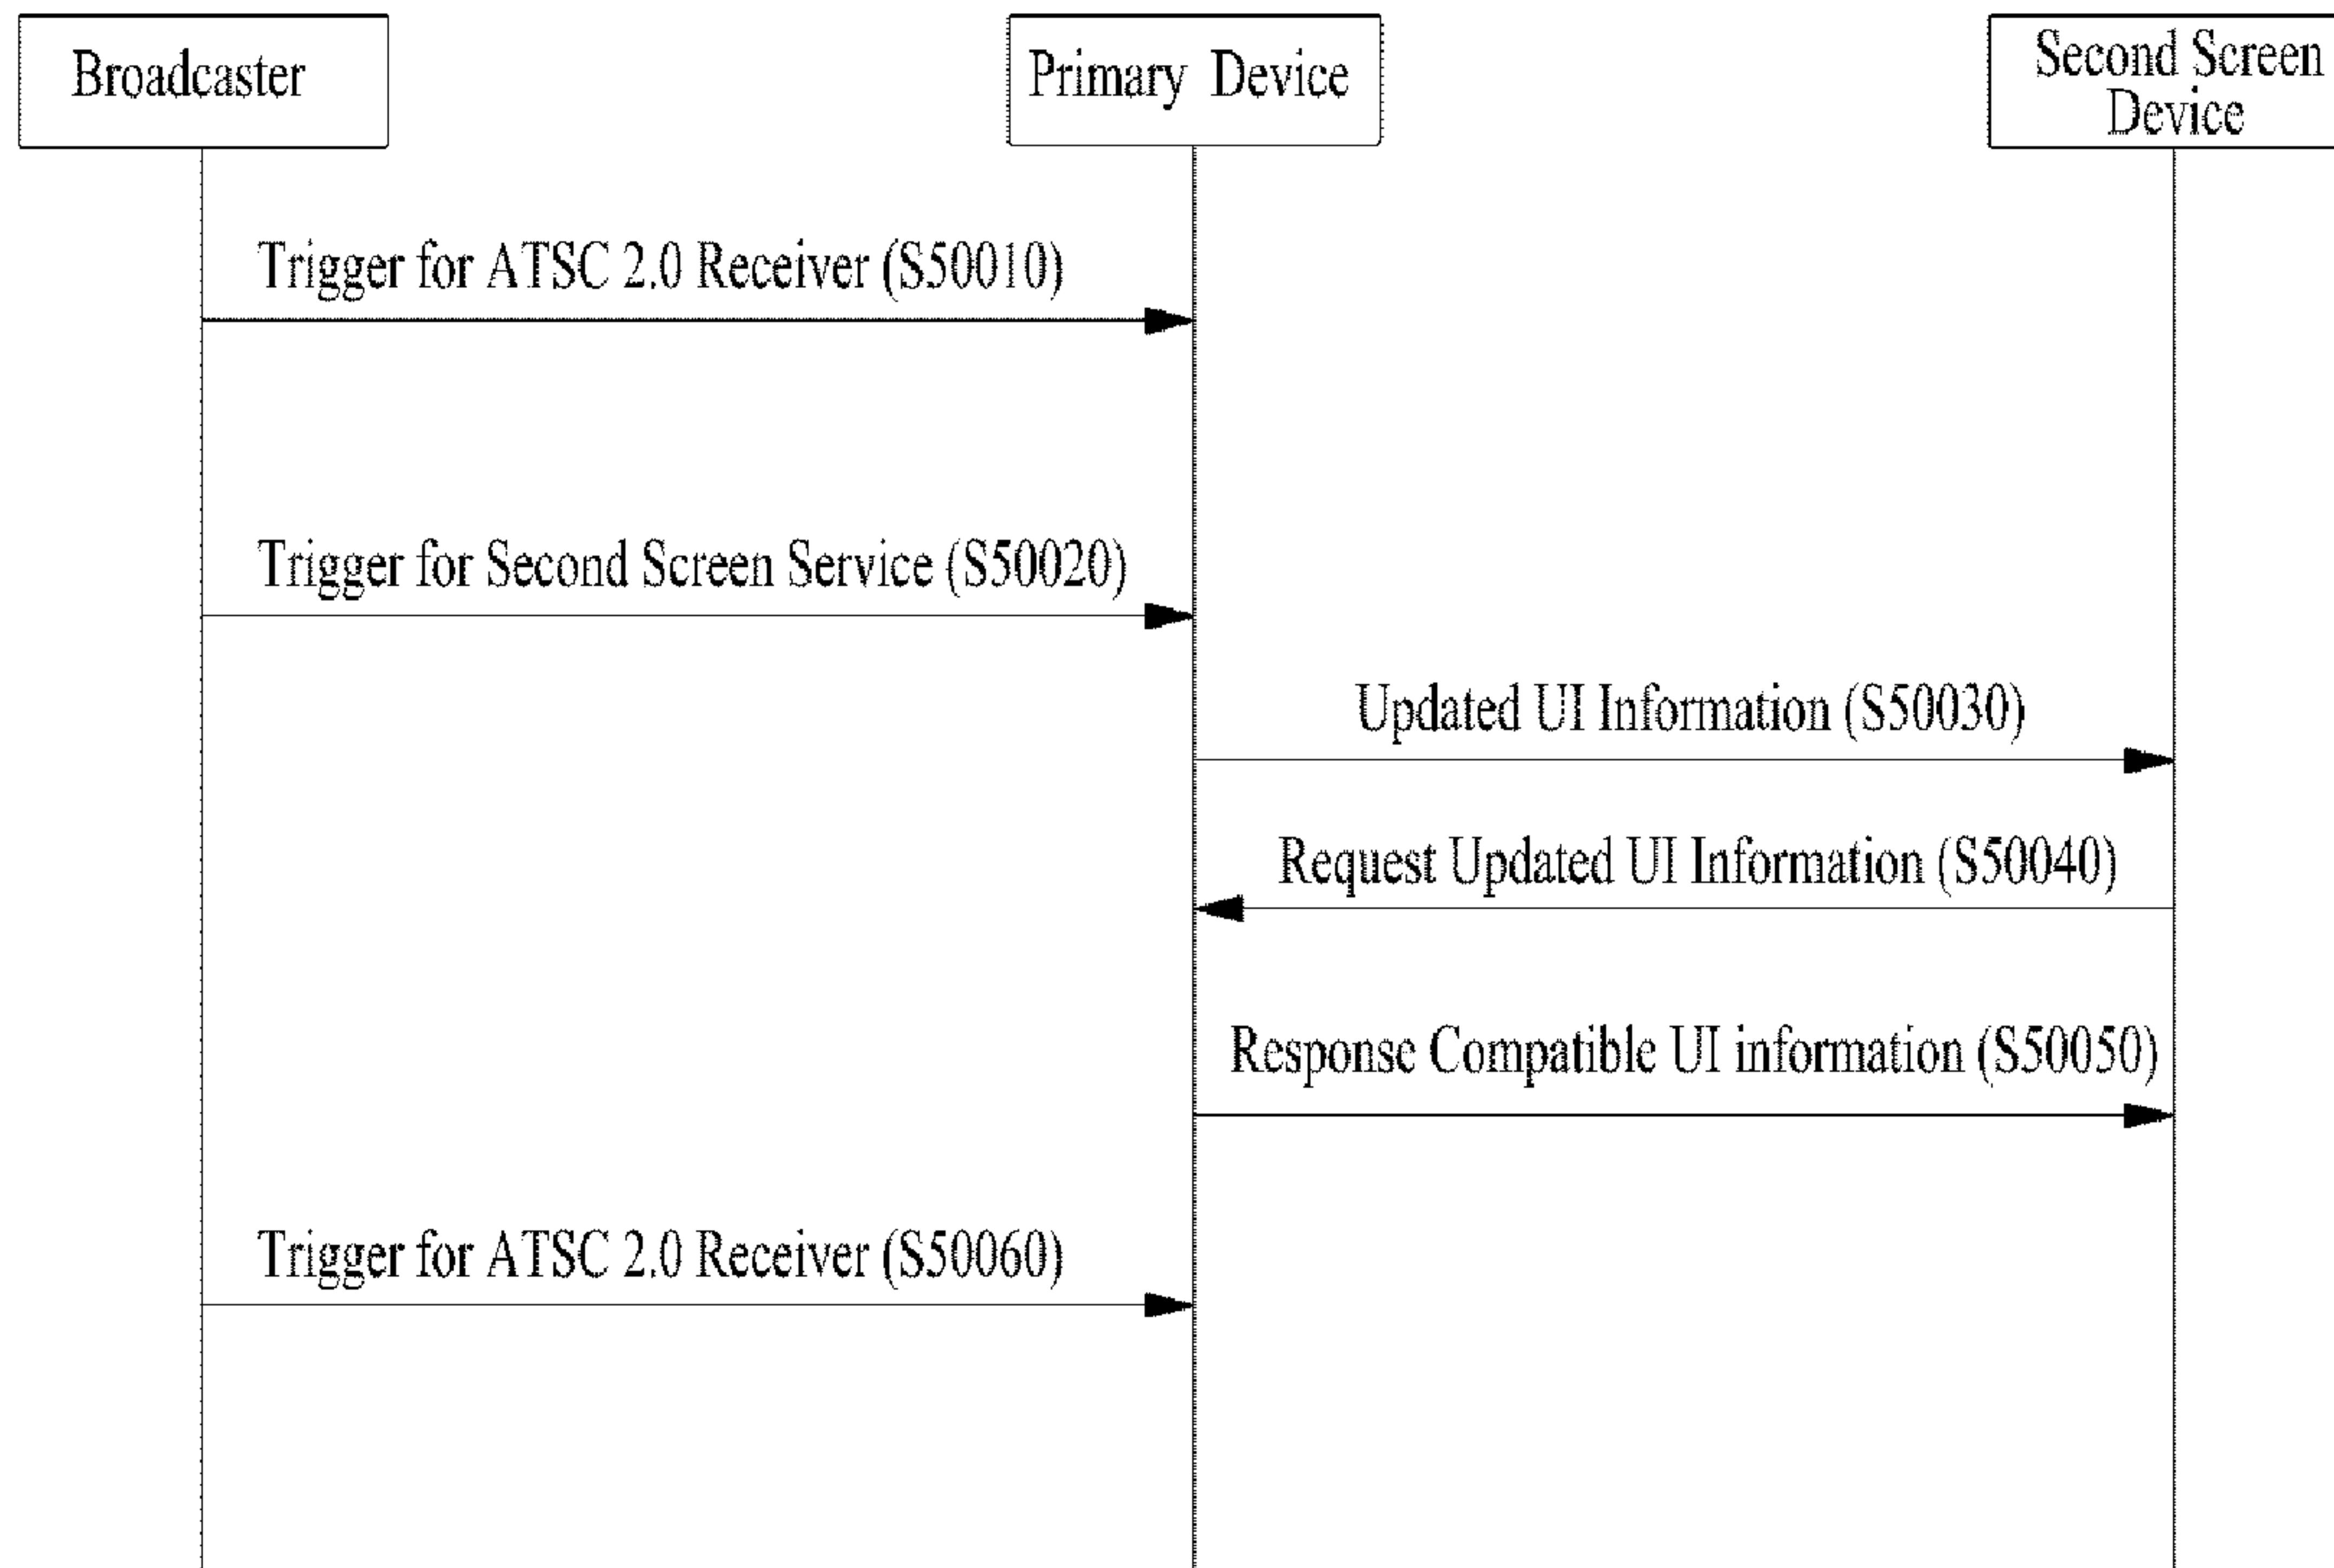 Broadcaster
Primary Device
Second Screen
Device
Trigger for ATSC 2.0 Receiver (S50010)
Trigger for Second Screen Service (S50020)
Updated UI Information (S50030)
Request Updated UI Information (S50040)
Response Compatible UI information (S50050)
Trigger for ATSC 2.0 Receiver (S50060)